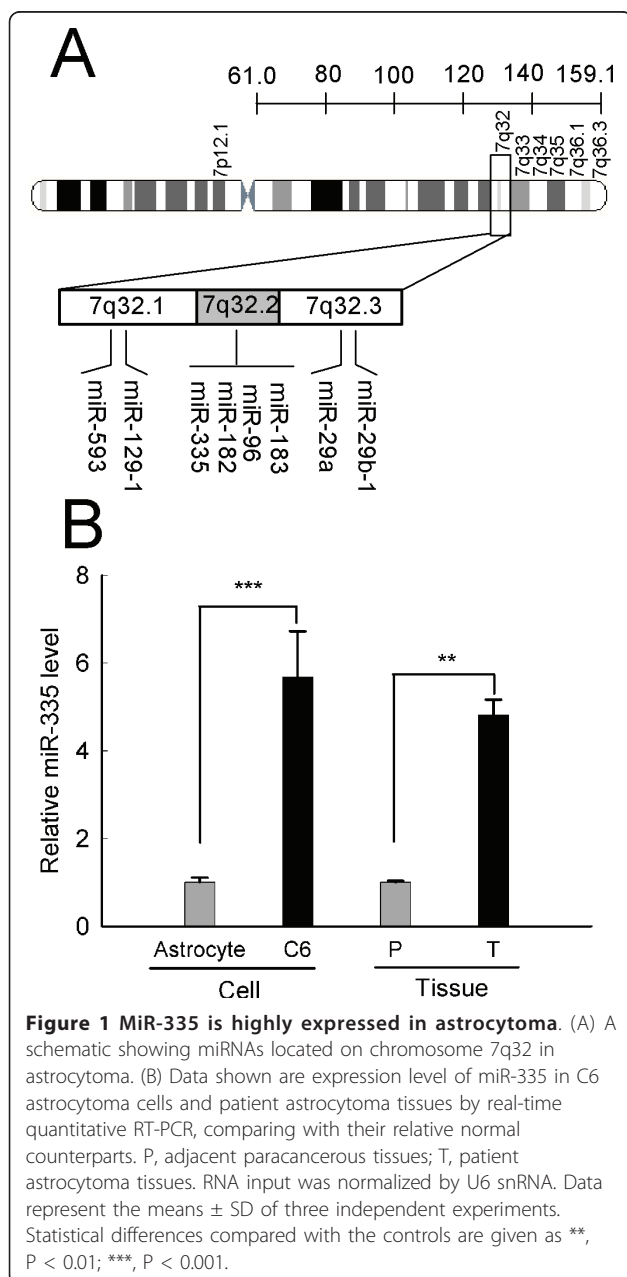 A
61.0 80 100 120 140 159.1
7p12.1 7q32 7q33 7q34 7q35 7q36.1 7q36.3
7q32.1 7q32.2 7q32.3
miR-593 miR-129-1 miR-335 miR-182 miR-96 miR-183 miR-29a miR-29b-1
B
Relative miR-335 level
8
6
4
2
0
***
**
Astrocyte C6 P T
Cell Tissue
Figure 1 MiR-335 is highly expressed in astrocytoma. (A) A
schematic showing miRNAs located on chromosome 7q32 in
astrocytoma. (B) Data shown are expression level of miR-335 in C6
astrocytoma cells and patient astrocytoma tissues by real-time
quantitative RT-PCR, comparing with their relative normal
counterparts. P, adjacent paracancerous tissues; T, patient
astrocytoma tissues. RNA input was normalized by U6 snRNA. Data
represent the means ± SD of three independent experiments.
Statistical differences compared with the controls are given as **,
P < 0.01; ***, P < 0.001.